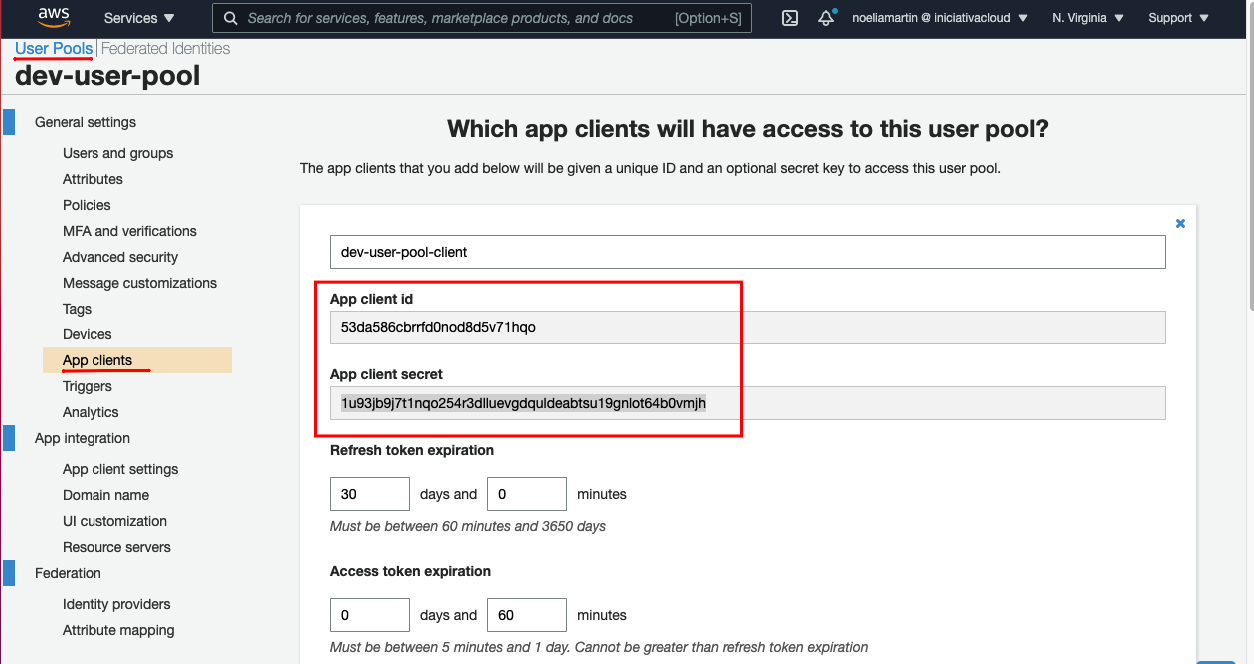 aws
Services
Search for services, features, marketplace products, and docs
[Option+S]
noeliamartin @ iniciativacloud
N. Virginia
Support
User Pools
Federated Identities
dev-user-pool
General settings
Users and groups
Attributes
Policies
MFA and verifications
Advanced security
Message customizations
Tags
Devices
App clients
Triggers
Analytics
App integration
App client settings
Domain name
UI customization
Resource servers
Federation
Identity providers
Attribute mapping
Which app clients will have access to this user pool?
The app clients that you add below will be given a unique ID and an optional secret key to access this user pool.
dev-user-pool-client
App client id
53da586cbrrfd0nod8d5v71hqo
App client secret
1u93jb9j7t1nqo254r3dlluevgdquldeabtsu19gnlot64b0vmjh
Refresh token expiration
30 days and 0 minutes
Must be between 60 minutes and 3650 days
Access token expiration
0 days and 60 minutes
Must be between 5 minutes and 1 day. Cannot be greater than refresh token expiration